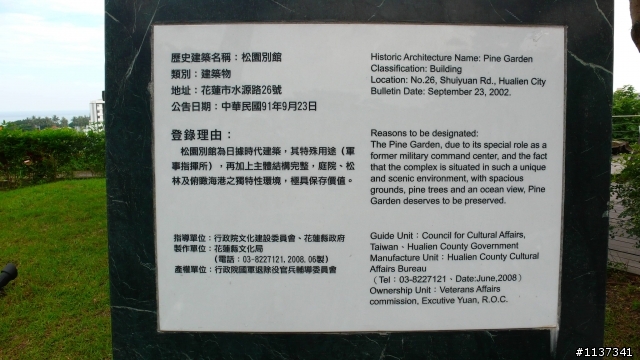 歷史建築名稱：松園別館
類別：建築物
地址：花蓮市水源路26號
公告日期：中華民國91年9月23日
登錄理由：
松園別館為日據時代建築，其特殊用途（軍
事指揮所），再加上主體結構完整，庭院、松
林及俯瞰海港之獨特性環境，極具保存價值。
指導單位：行政院文化建設委員會、花蓮縣政府
製作單位：花蓮縣文化局
（電話：03-8227121, 2008. 06製）
產權單位：行政院國軍退除役官兵輔導委員會
Historic Architecture Name: Pine Garden
Classification: Building
Location: No.26, Shuiyuan Rd., Hualien City
Bulletin Date: September 23, 2002.
Reasons to be designated:
The Pine Garden, due to its special role as a
former military command center, and the fact
that the complex is situated in such a unique
and scenic environment, with spacious
grounds, pine trees and an ocean view, Pine
Garden deserves to be preserved.
Guide Unit：Council for Cultural Affairs,
Taiwan、Hualien County Government
Manufacture Unit：Hualien County Cultural
Affairs Bureau
（Tel：03-8227121．Date:June,2008）
Ownership Unit：Veterans Affairs
commission, Excutive Yuan, R.O.C.
#1137341